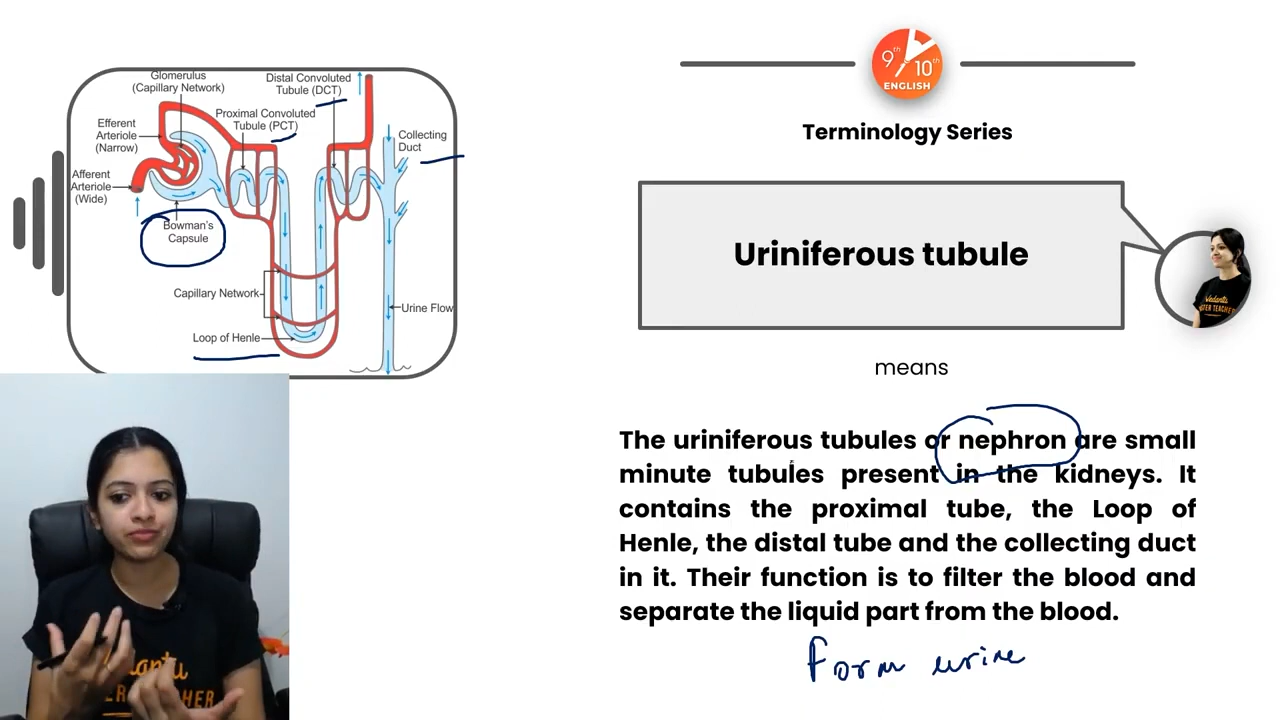 Glomerulus
(Capillary Network)
Distal Convoluted
Tubule (DCT)
Proximal Convoluted
Tubule (PCT)
Efferent
Arteriole
(Narrow)
Collecting
Duct
Afferent
Arteriole
(Wide)
Bowman's
Capsule
Capillary Network
Urine Flow
Loop of Henle
9th
10th
ENGLISH
Terminology Series
Uriniferous tubule
Vedantu
means
The uriniferous tubules or nephron are small
minute tubules present in the kidneys. It
contains the proximal tube, the Loop of
Henle, the distal tube and the collecting duct
in it. Their function is to filter the blood and
separate the liquid part from the blood.
form urine